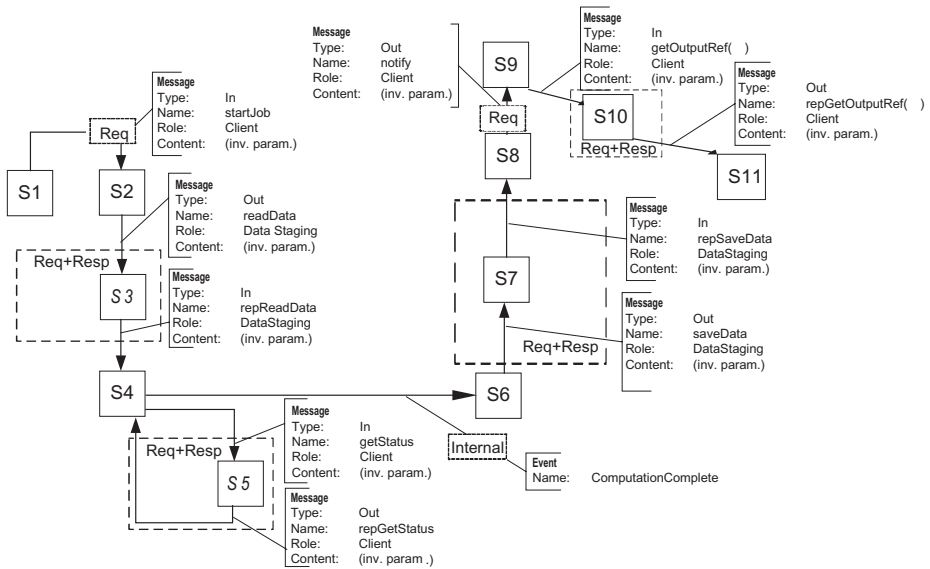 Message
Type: In
Name: startJob
Role: Client
Content: (inv. param.)
Req
S1
S2
Message
Type: Out
Name: readData
Role: Data Staging
Content: (inv. param.)
Req+Resp
S 3
Message
Type: In
Name: repReadData
Role: DataStaging
Content: (inv. param.)
S4
Req+Resp
S 5
Message
Type: In
Name: getStatus
Role: Client
Content: (inv. param.)
Message
Type: Out
Name: repGetStatus
Role: Client
Content: (inv. param .)
Internal
Event
Name: ComputationComplete
S6
Message
Type: Out
Name: saveData
Role: DataStaging
Content: (inv. param.)
Req+Resp
S7
Message
Type: In
Name: repSaveData
Role: DataStaging
Content: (inv. param.)
S8
Req
Message
Type: Out
Name: notify
Role: Client
Content: (inv. param.)
S9
Message
Type: In
Name: getOutputRef( )
Role: Client
Content: (inv. param.)
S10
Req+Resp
Message
Type: Out
Name: repGetOutputRef( )
Role: Client
Content: (inv. param.)
S11